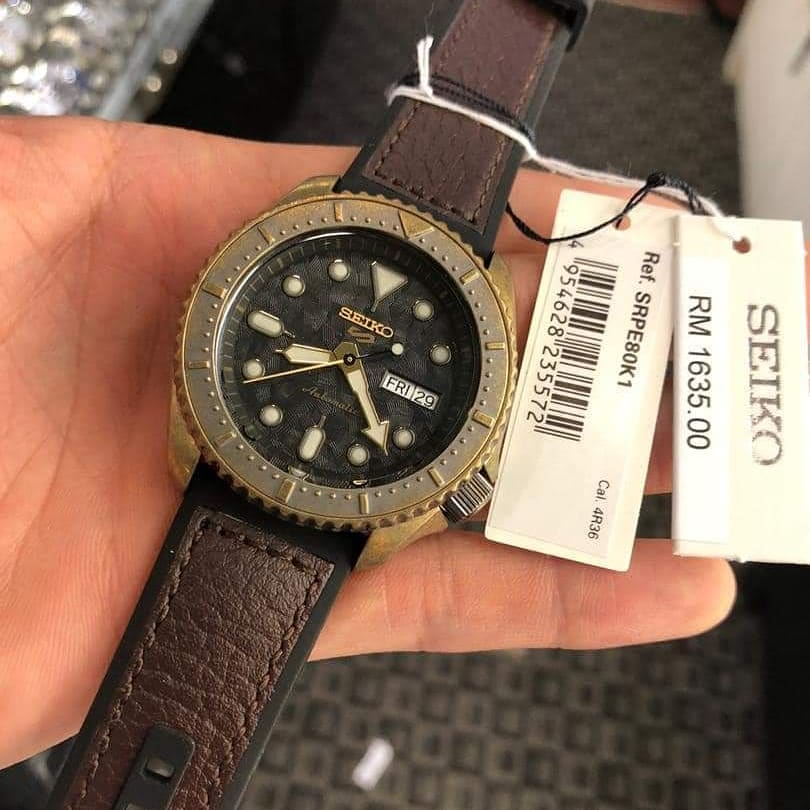 SEIKO
5
Automatic
FRI 29
Ref. SRPE80K1
4 954628 235572
Cal. 4R36
SEIKO
RM 1635.00